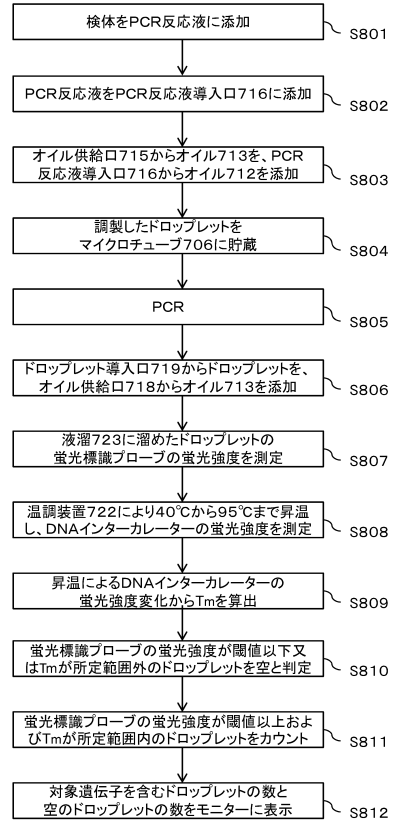 検体をPCR反応液に添加
S801
PCR反応液をPCR反応液導入口716に添加
S802
オイル供給口715からオイル713を、PCR
反応液導入口716からオイル712を添加
S803
調製したドロップレットを
マイクロチューブ706に貯蔵
S804
PCR
S805
ドロップレット導入口719からドロップレットを、
オイル供給口718からオイル713を添加
S806
液溜723に溜めたドロップレットの
蛍光標識プローブの蛍光強度を測定
S807
温調装置722により40℃から95℃まで昇温
し、DNAインターカレーターの蛍光強度を測定
S808
昇温によるDNAインターカレーターの
蛍光強度変化からTmを算出
S809
蛍光標識プローブの蛍光強度が閾値以下又
はTmが所定範囲外のドロップレットを空と判定
S810
蛍光標識プローブの蛍光強度が閾値以上およ
びTmが所定範囲内のドロップレットをカウント
S811
対象遺伝子を含むドロップレットの数と
空のドロップレットの数をモニターに表示
S812